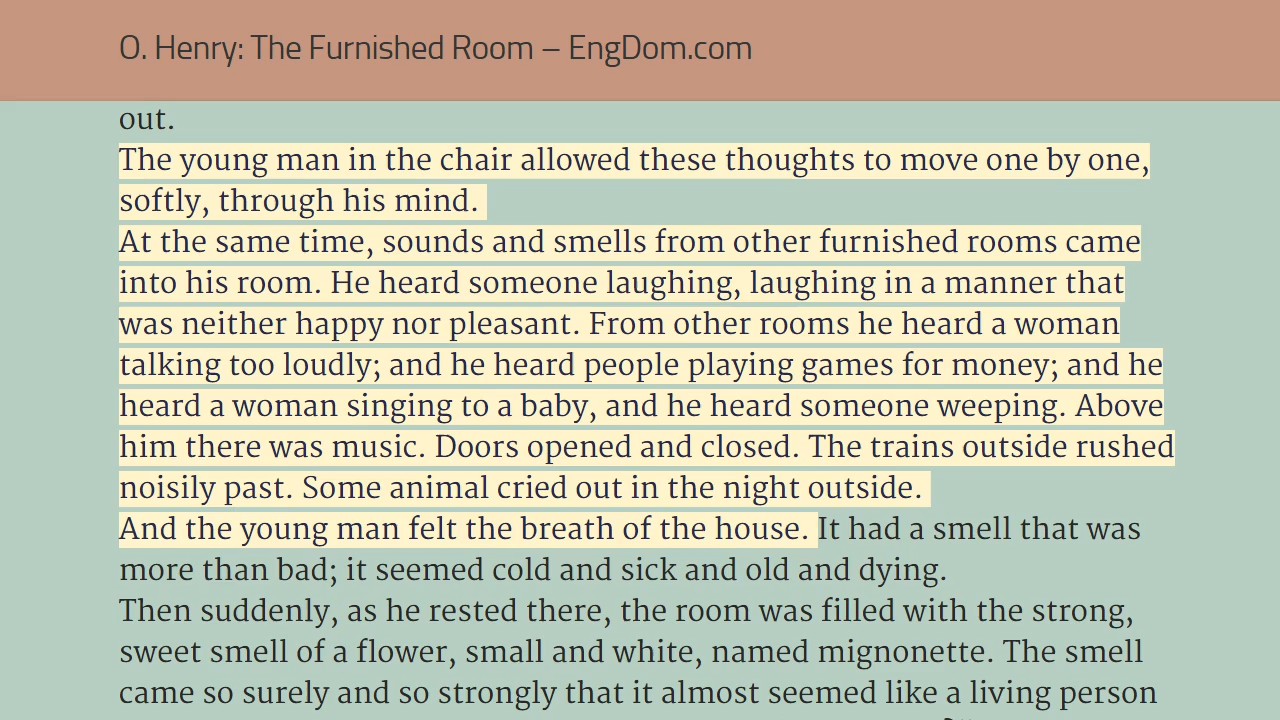 O. Henry: The Furnished Room – EngDom.com
out.
The young man in the chair allowed these thoughts to move one by one,
softly, through his mind.
At the same time, sounds and smells from other furnished rooms came
into his room. He heard someone laughing, laughing in a manner that
was neither happy nor pleasant. From other rooms he heard a woman
talking too loudly; and he heard people playing games for money; and he
heard a woman singing to a baby, and he heard someone weeping. Above
him there was music. Doors opened and closed. The trains outside rushed
noisily past. Some animal cried out in the night outside.
And the young man felt the breath of the house. It had a smell that was
more than bad; it seemed cold and sick and old and dying.
Then suddenly, as he rested there, the room was filled with the strong,
sweet smell of a flower, small and white, named mignonette. The smell
came so surely and so strongly that it almost seemed like a living person